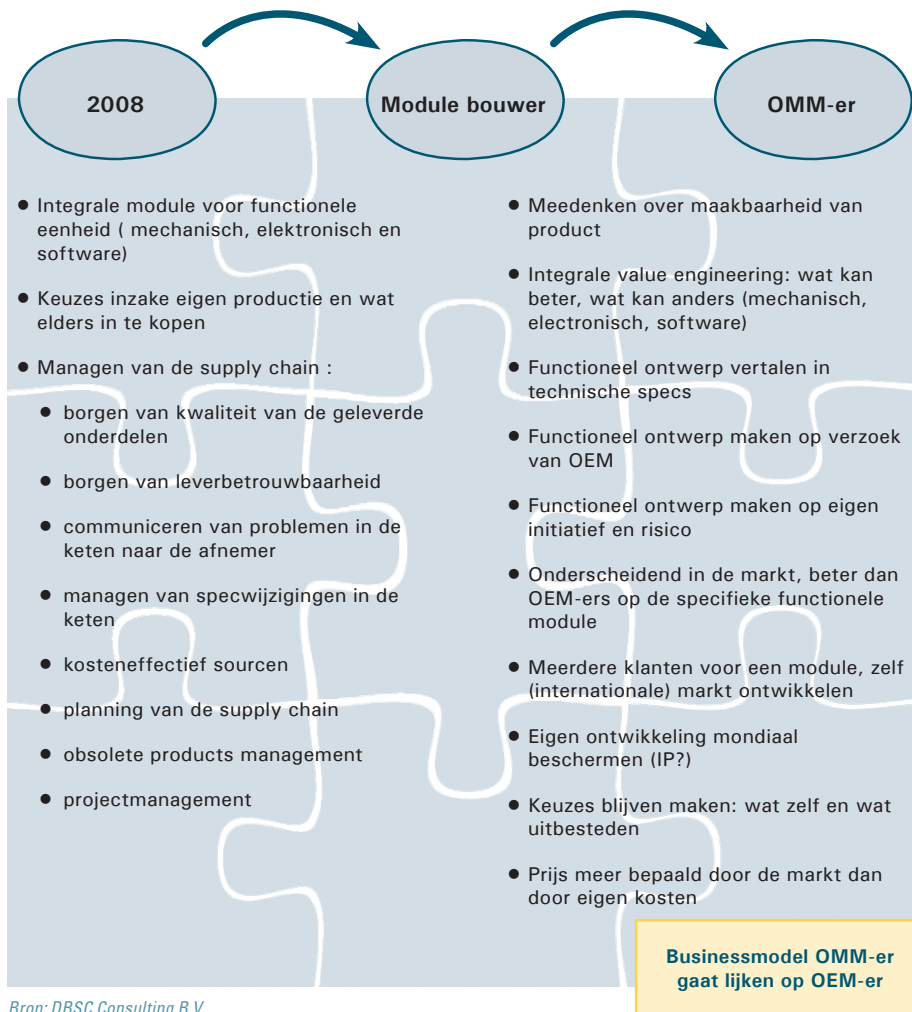 2008
Module bouwer
OMM-er
● Integrale module voor functionele
eenheid ( mechanisch, elektronisch en
software)
● Keuzes inzake eigen productie en wat
elders in te kopen
● Managen van de supply chain :
● borgen van kwaliteit van de geleverde
onderdelen
● borgen van leverbetrouwbaarheid
● communiceren van problemen in de
keten naar de afnemer
● managen van specwijzigingen in de
keten
● kosteneffectief sourcen
● planning van de supply chain
● obsolete products management
● projectmanagement
● Meedenken over maakbaarheid van
product
● Integrale value engineering: wat kan
beter, wat kan anders (mechanisch,
electronisch, software)
● Functioneel ontwerp vertalen in
technische specs
● Functioneel ontwerp maken op verzoek
van OEM
● Functioneel ontwerp maken op eigen
initiatief en risico
● Onderscheidend in de markt, beter dan
OEM-ers op de specifieke functionele
module
● Meerdere klanten voor een module, zelf
(internationale) markt ontwikkelen
● Eigen ontwikkeling mondiaal
beschermen (IP?)
● Keuzes blijven maken: wat zelf en wat
uitbesteden
● Prijs meer bepaald door de markt dan
door eigen kosten
Businessmodel OMM-er
gaat lijken op OEM-er
Bron: DBSC Consulting B.V.